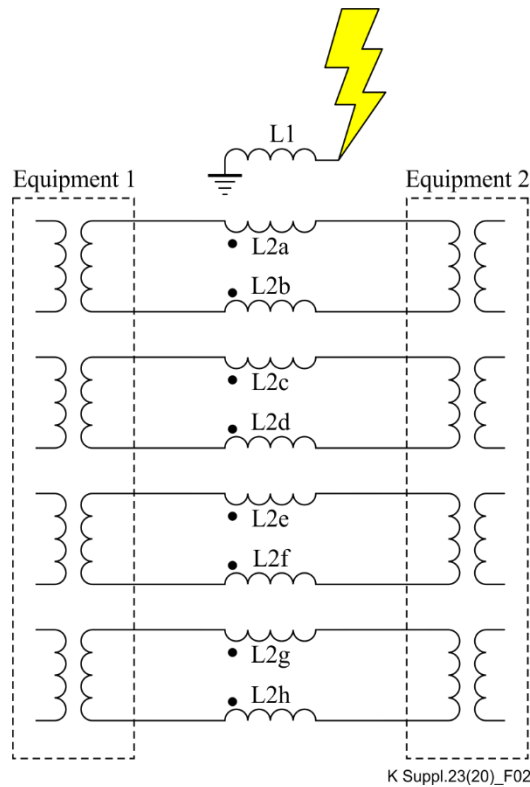 L1
Equipment 1
Equipment 2
L2a
L2b
L2c
L2d
L2e
L2f
L2g
L2h
K Suppl.23(20)_F02